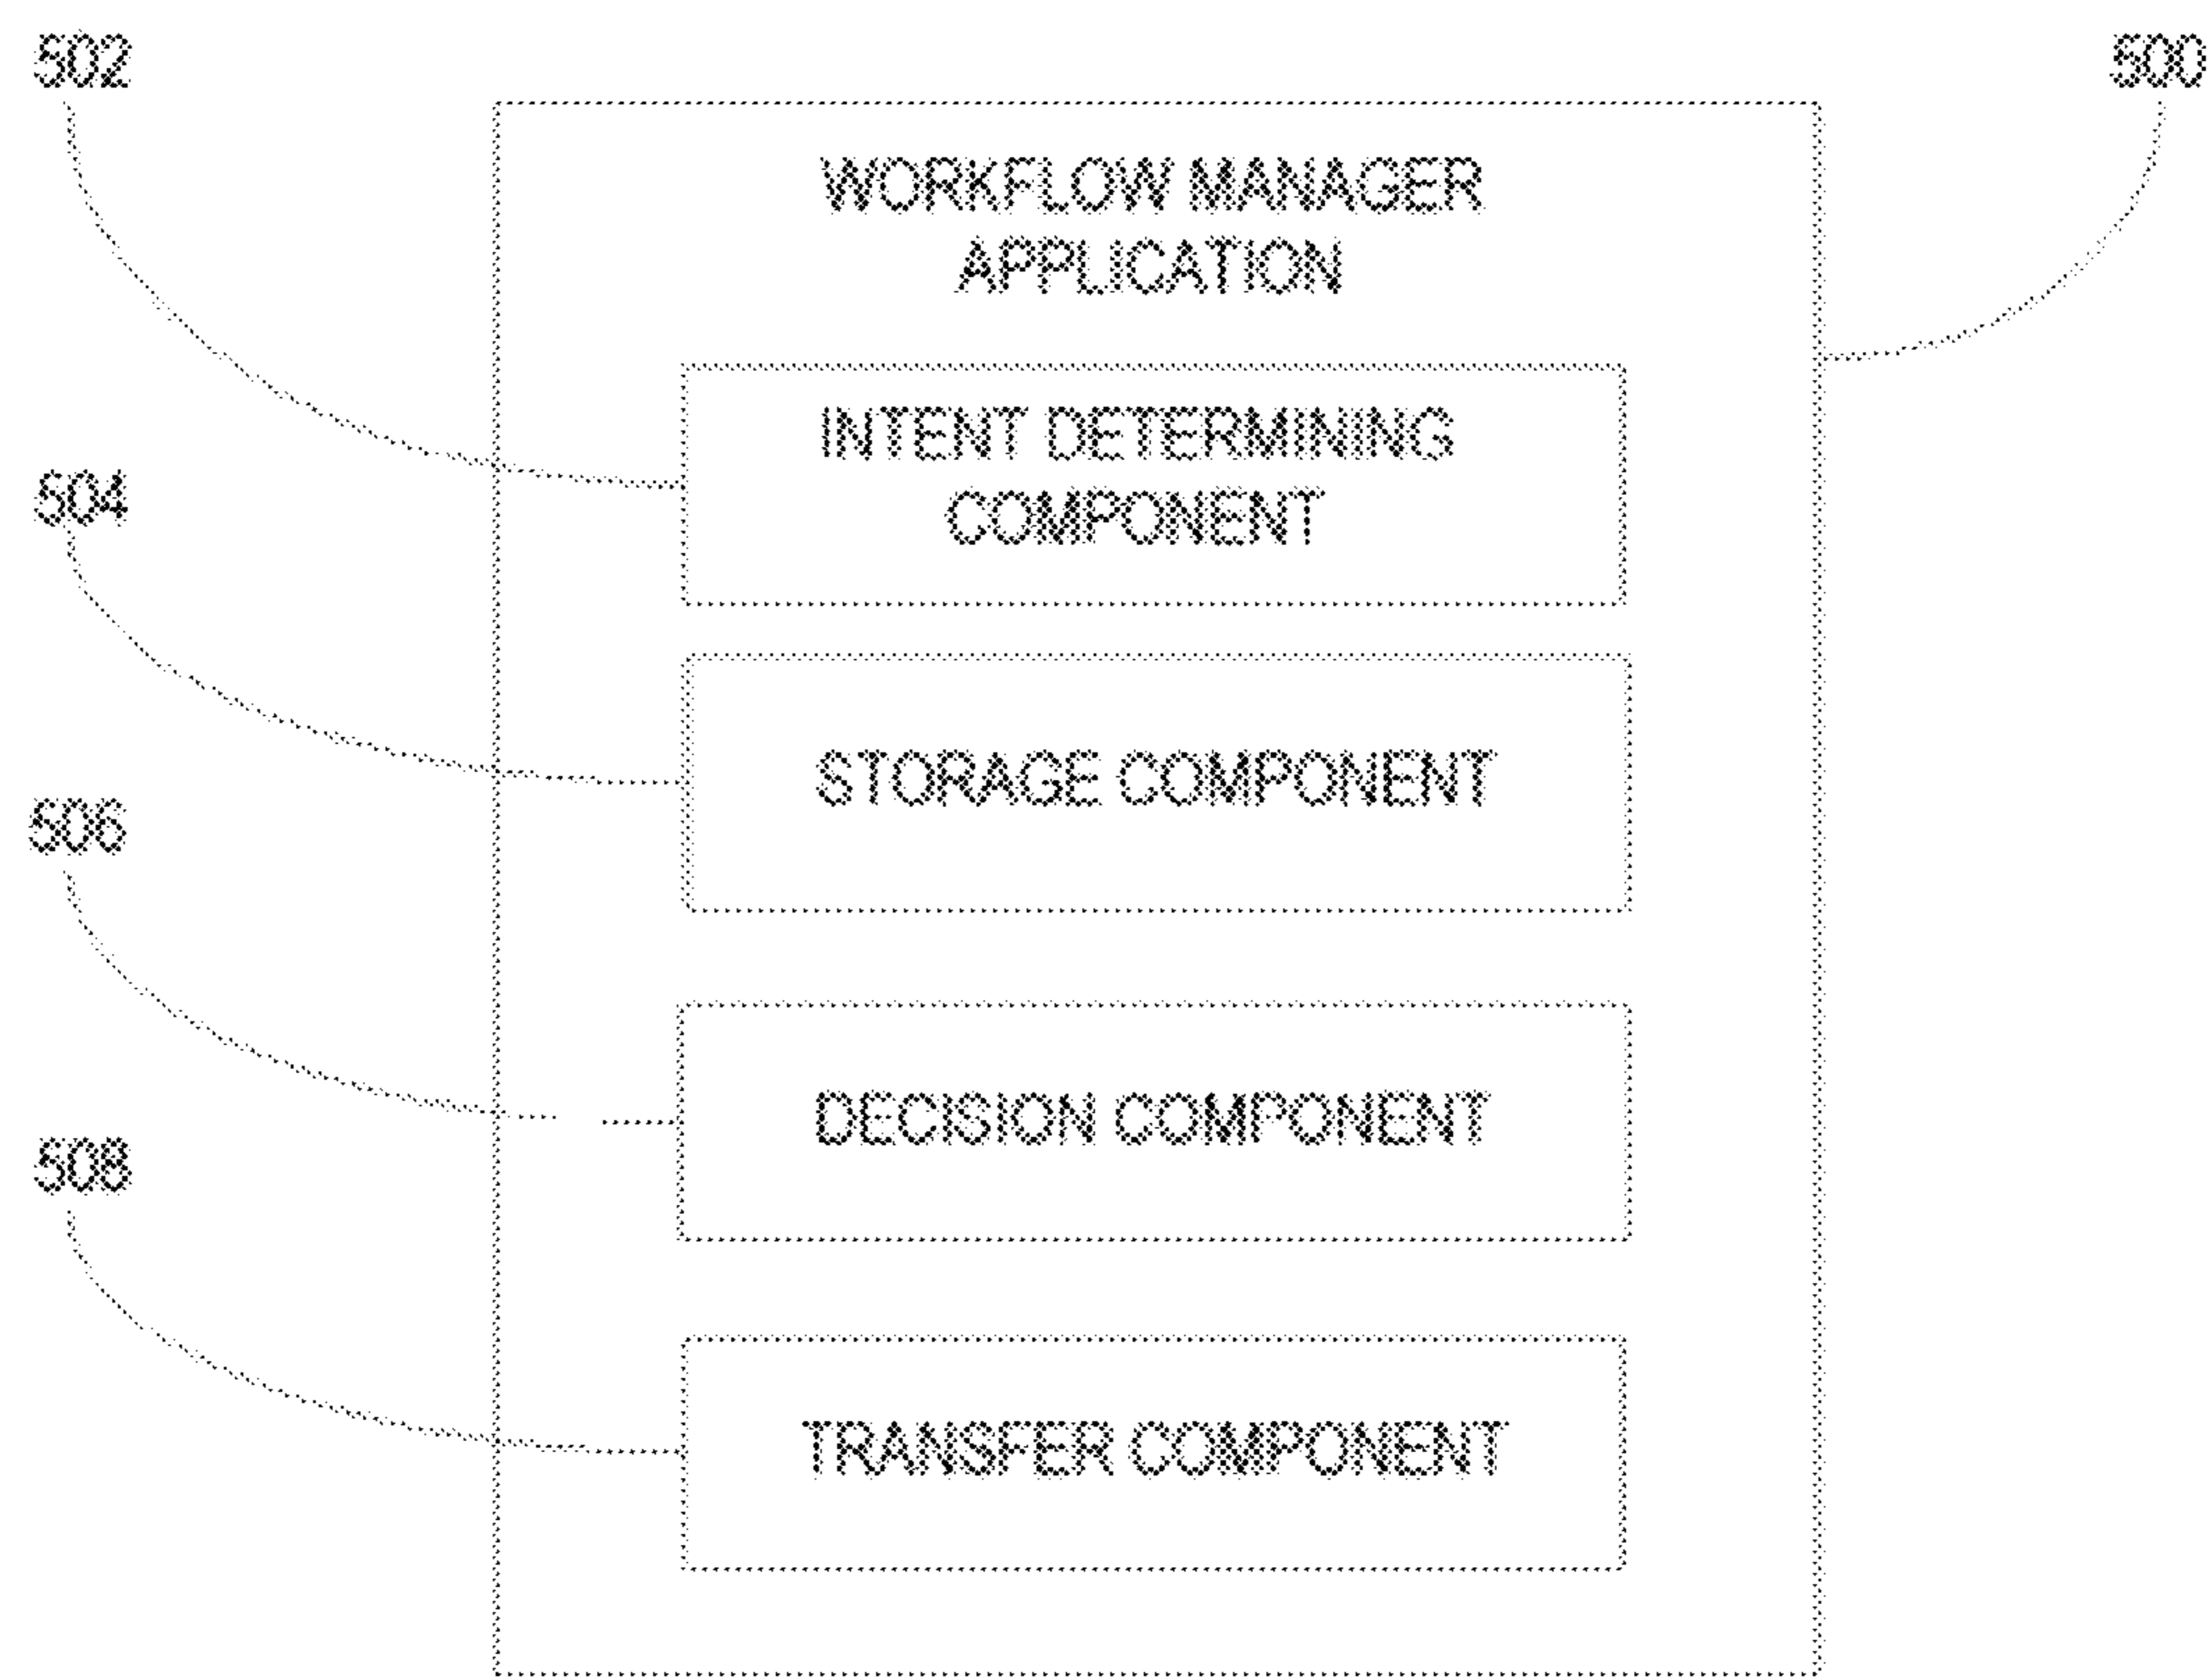 502
500
WORKFLOW MANAGER
APPLICATION
INTENT DETERMINING
COMPONENT
504
STORAGE COMPONENT
506
DECISION COMPONENT
508
TRANSFER COMPONENT